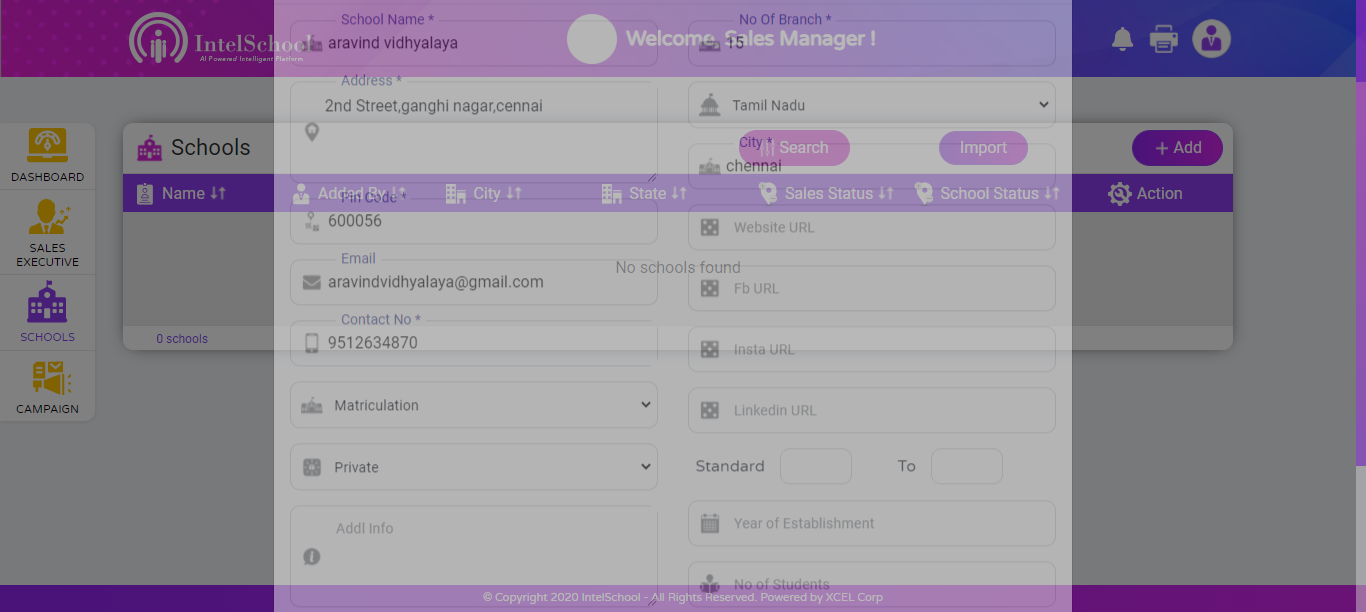 School Name *
No Of Branch *
IntelSchool
AI Powered Intelligent Platform
aravind vidhyalaya
Welcome, Sales Manager !
15
Address *
2nd Street,ganghi nagar,cennai
Tamil Nadu
DASHBOARD
Schools
City *
Search
Import
+ Add
chennai
Name
Added By
City
State
Sales Status
School Status
Action
Pin Code *
600056
Website URL
SALES
EXECUTIVE
Email
No schools found
aravindvidhyalaya@gmail.com
Fb URL
Contact No *
SCHOOLS
0 schools
9512634870
Insta URL
CAMPAIGN
Matriculation
Linkedin URL
Private
Standard
To
Addl Info
Year of Establishment
No of Students
© Copyright 2020 IntelSchool - All Rights Reserved. Powered by XCEL Corp